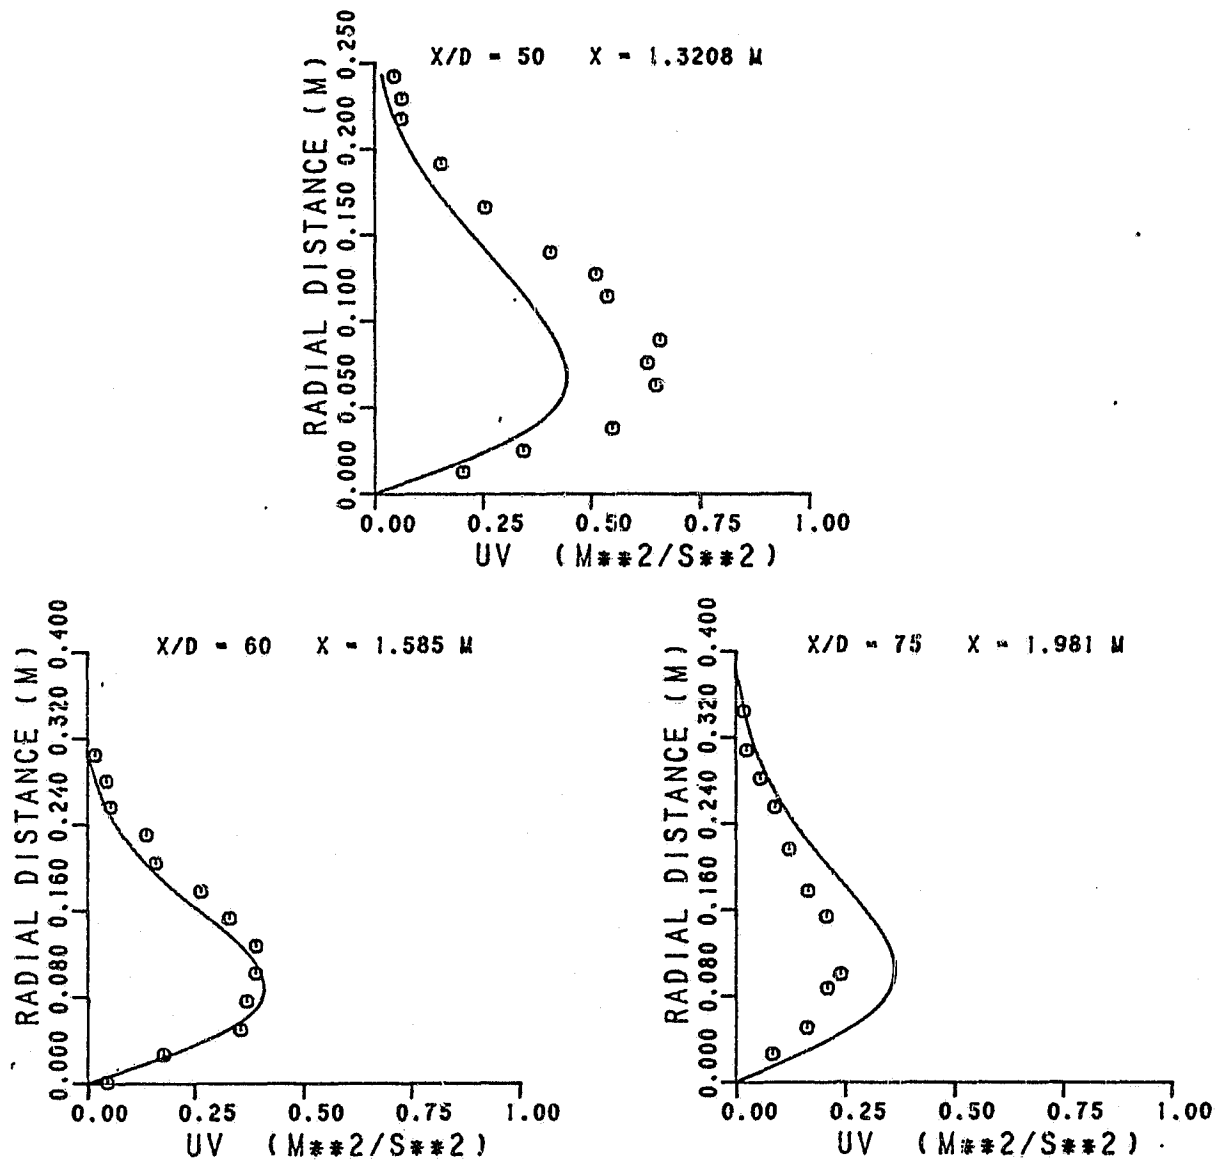 X/D = 50 X = 1.3208 M
RADIAL DISTANCE (M)
0.250
0.200
0.150
0.100
0.050
0.000
0.00 0.25 0.50 0.75 1.00
UV (M**2/S**2)
X/D = 60 X = 1.585 M
RADIAL DISTANCE (M)
0.400
0.320
0.240
0.160
0.080
0.000
0.00 0.25 0.50 0.75 1.00
UV (M**2/S**2)
X/D = 75 X = 1.981 M
RADIAL DISTANCE (M)
0.400
0.320
0.240
0.160
0.080
0.000
0.00 0.25 0.50 0.75 1.00
UV (M**2/S**2)